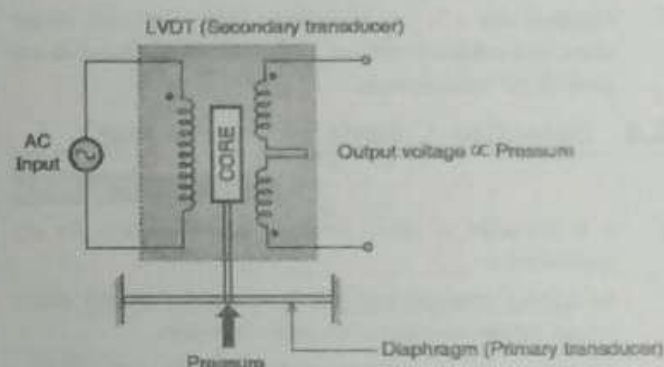 LVDT (Secondary transducer)
AC
Input
CORE
Output voltage ∝ Pressure
Diaphragm (Primary transducer)
Pressure